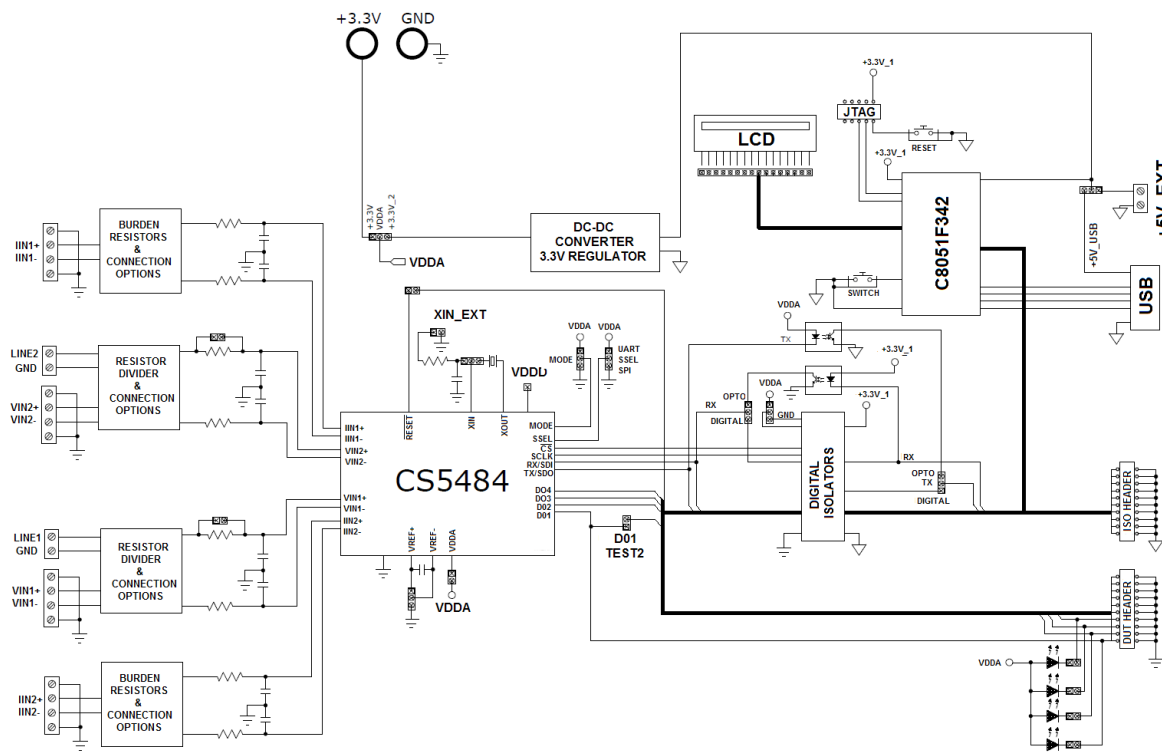 +3.3V
GND
+3.3V_1
JTAG
RESET
LCD
+3.3V_1
C8051F342
+5V_EXT
+5V_USB
USB
SWITCH
+3.3V
VDDA
+3.3V_2
VDDA
DC-DC
CONVERTER
3.3V REGULATOR
BURDEN
RESISTORS
&
CONNECTION
OPTIONS
IIN1+
IIN1-
LINE2
GND
VIN2+
VIN2-
RESISTOR
DIVIDER
&
CONNECTION
OPTIONS
XIN_EXT
VDDD
VDDA
MODE
VDDA
UART
SSEL
SPI
VDDA
TX
+3.3V_1
VDDA
OPTO
RX
DIGITAL
GND
+3.3V_1
RX
OPTO
TX
DIGITAL
DIGITAL
ISOLATORS
IIN1+
IIN1-
VIN2+
VIN2-
VIN1+
VIN1-
IIN2+
IIN2-
RESET
XIN
XOUT
MODE
SSEL
CS
SCLK
RX/SDI
TX/SDO
DO4
DO3
D02
D01
CS5484
VREF+
VREF-
VDDA
VDDA
D01
TEST2
ISO HEADER
DUT HEADER
LINE1
GND
VIN1+
VIN1-
RESISTOR
DIVIDER
&
CONNECTION
OPTIONS
IIN2+
IIN2-
BURDEN
RESISTORS
&
CONNECTION
OPTIONS
VDDA